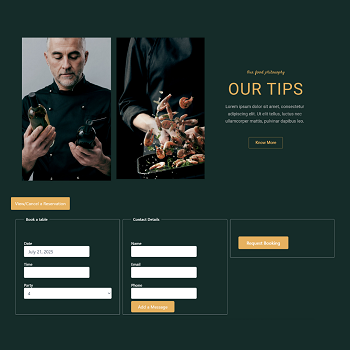 Our food philosophy
OUR TIPS
Lorem ipsum dolor sit amet, consectetur
adipiscing elit. Ut elit tellus, luctus nec
ullamcorper mattis, pulvinar dapibus leo.
Know More
View/Cancel a Reservation
Book a table
Date
July 21, 2025
Time
Party
4
Contact Details
Name
Email
Phone
Add a Message
Request Booking